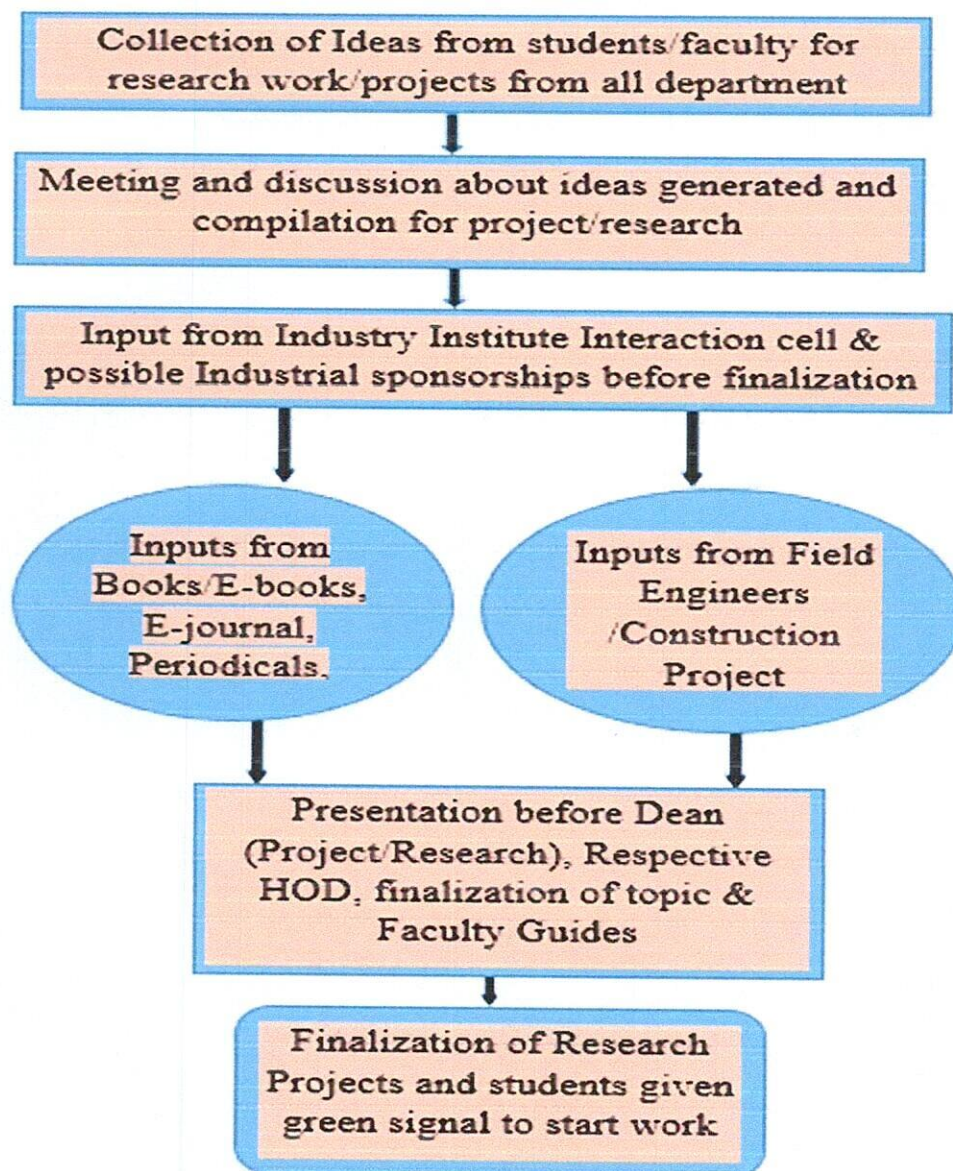 Collection of Ideas from students/faculty for
research work/projects from all department
Meeting and discussion about ideas generated and
compilation for project/research
Input from Industry Institute Interaction cell &
possible Industrial sponsorships before finalization
Inputs from
Books/E-books,
E-journal,
Periodicals,
Inputs from Field
Engineers
/Construction
Project
Presentation before Dean
(Project/Research), Respective
HOD, finalization of topic &
Faculty Guides
Finalization of Research
Projects and students given
green signal to start work